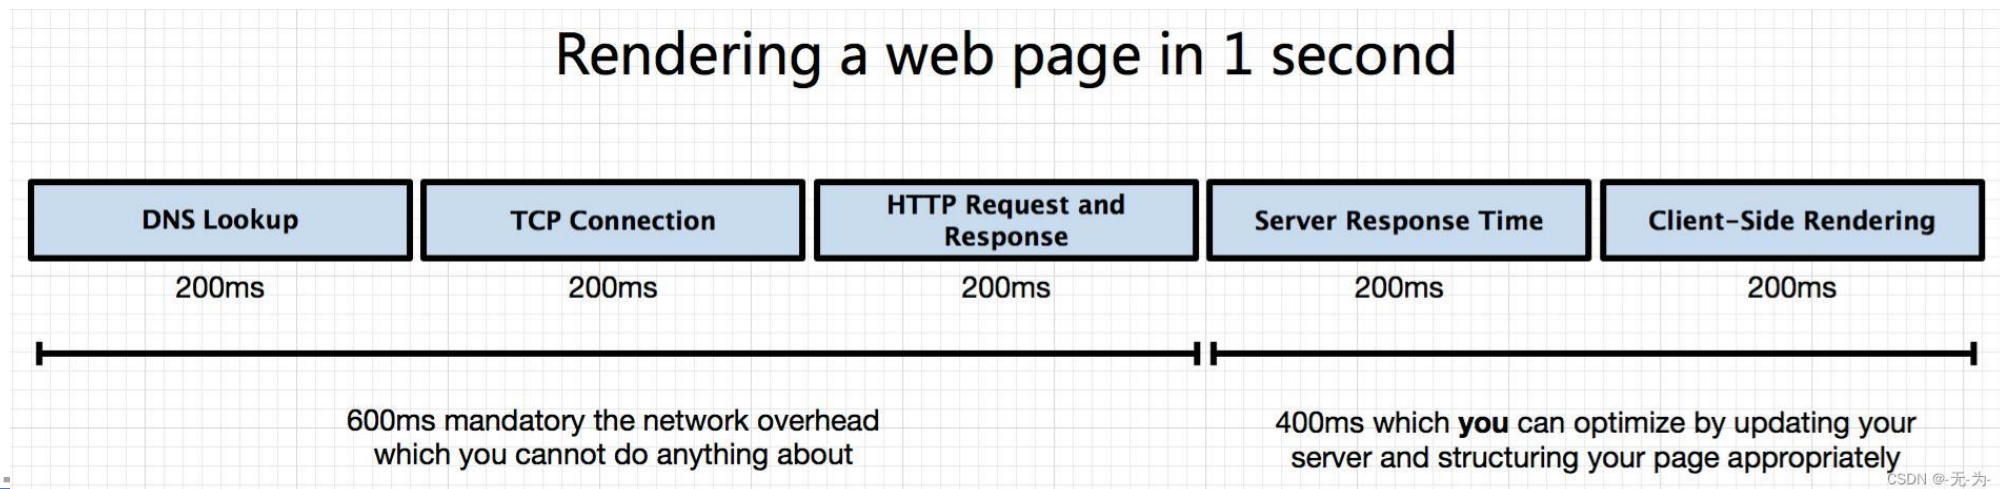 Rendering a web page in 1 second
DNS Lookup
TCP Connection
HTTP Request and
Response
Server Response Time
Client-Side Rendering
200ms
200ms
200ms
200ms
200ms
600ms mandatory the network overhead
which you cannot do anything about
400ms which you can optimize by updating your
server and structuring your page appropriately
CSDN @-无-为-